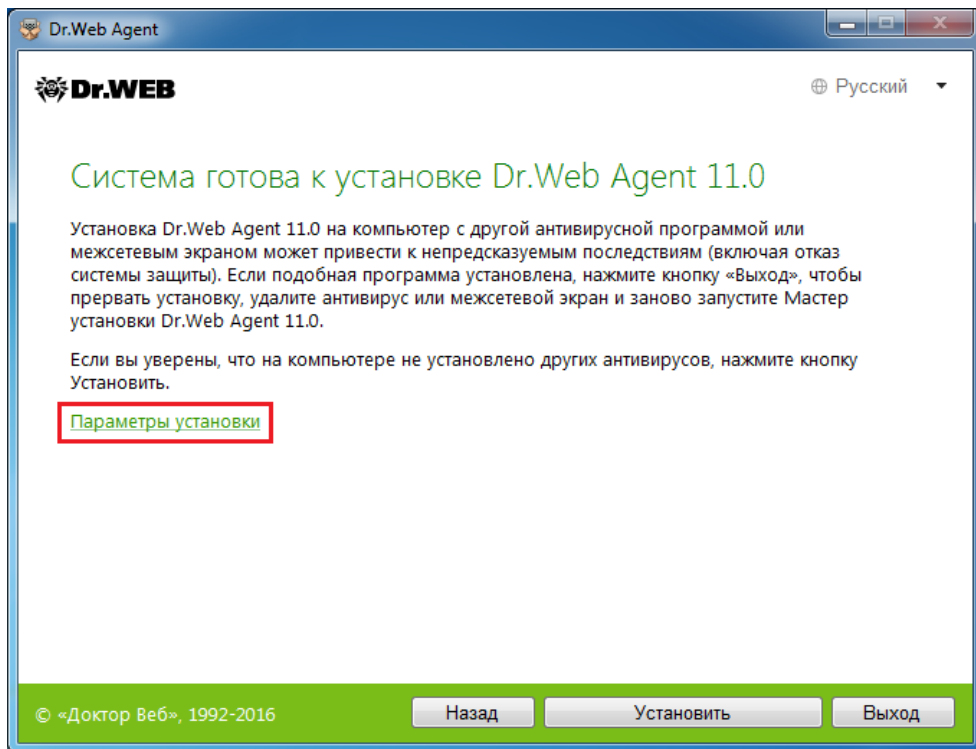 Dr.Web Agent
Dr.WEB
Русский
Система готова к установке Dr.Web Agent 11.0
Установка Dr.Web Agent 11.0 на компьютер с другой антивирусной программой или
межсетевым экраном может привести к непредсказуемым последствиям (включая отказ
системы защиты). Если подобная программа установлена, нажмите кнопку «Выход», чтобы
прервать установку, удалите антивирус или межсетевой экран и заново запустите Мастер
установки Dr.Web Agent 11.0.
Если вы уверены, что на компьютере не установлено других антивирусов, нажмите кнопку
Установить.
Параметры установки
© «Доктор Веб», 1992-2016
Назад
Установить
Выход